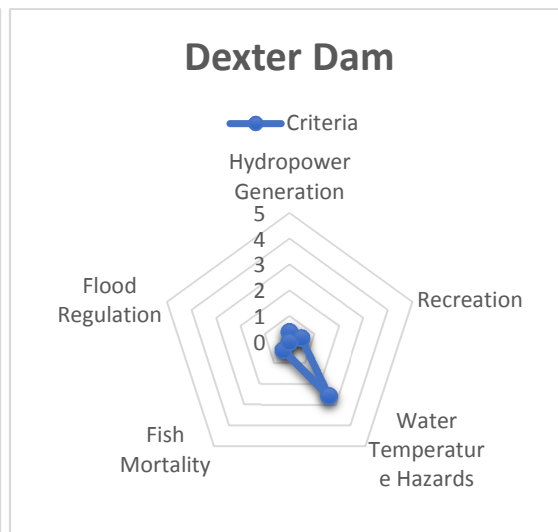 Dexter Dam
Criteria
Hydropower
Generation
5
4
3
2
1
0
Recreation
Water
Temperatur
e Hazards
Fish
Mortality
Flood
Regulation